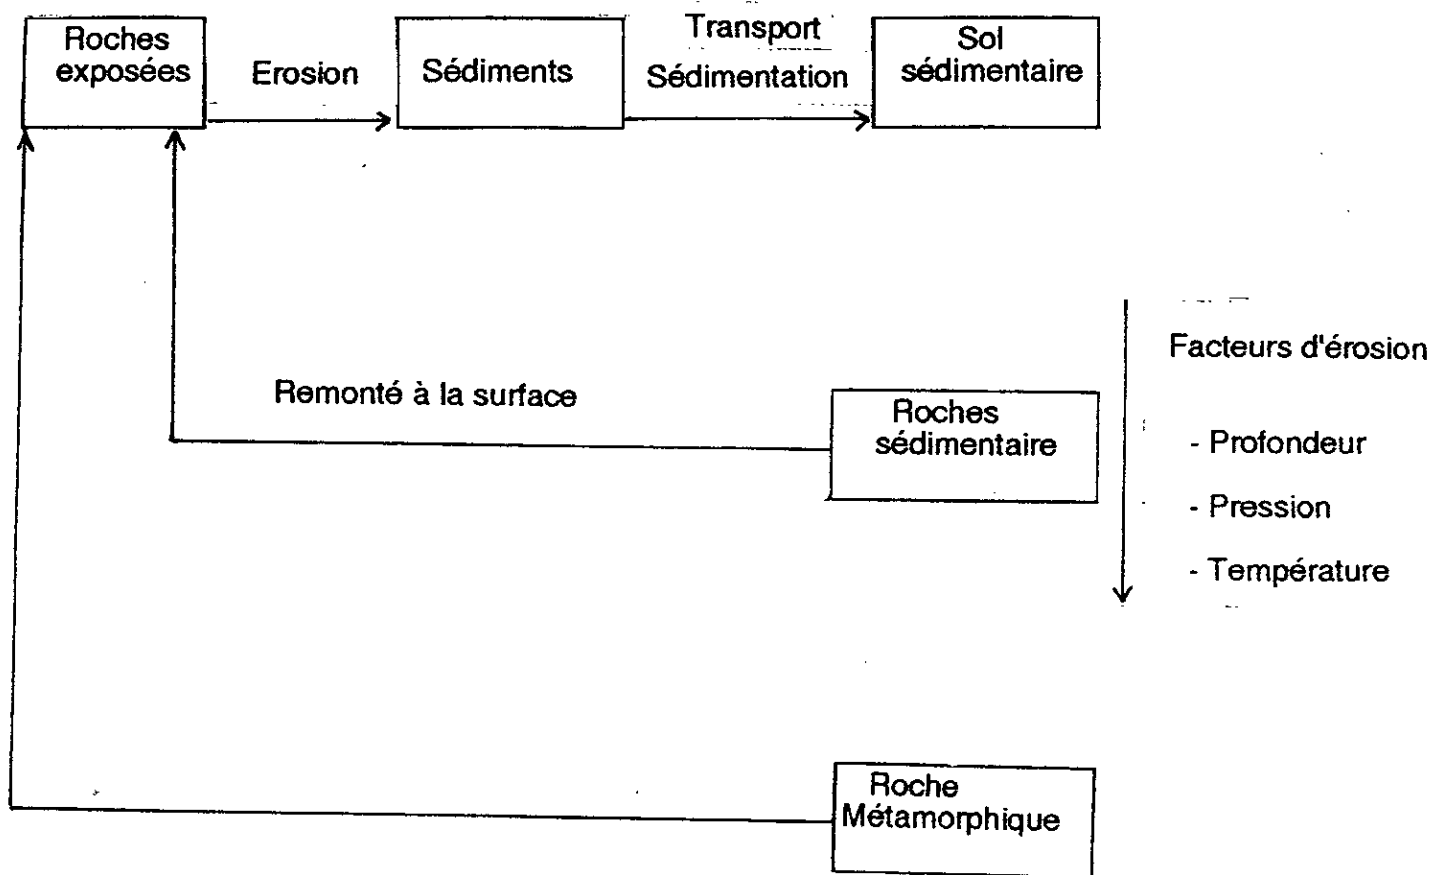 Roches
exposées
Erosion
Sédiments
Transport
Sédimentation
Sol
sédimentaire
Facteurs d'érosion
Remonté à la surface
Roches
sédimentaire
- Profondeur
- Pression
- Température
Roche
Métamorphique